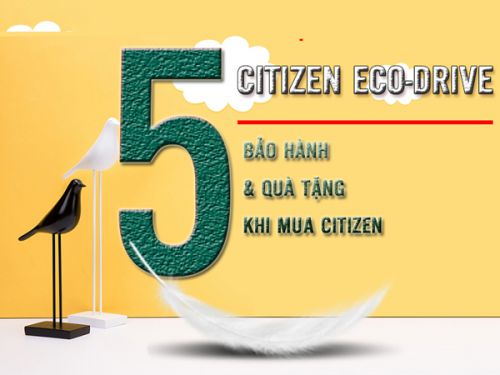 5
CITIZEN ECO-DRIVE
BẢO HÀNH
& QUÀ TẶNG
KHI MUA CITIZEN